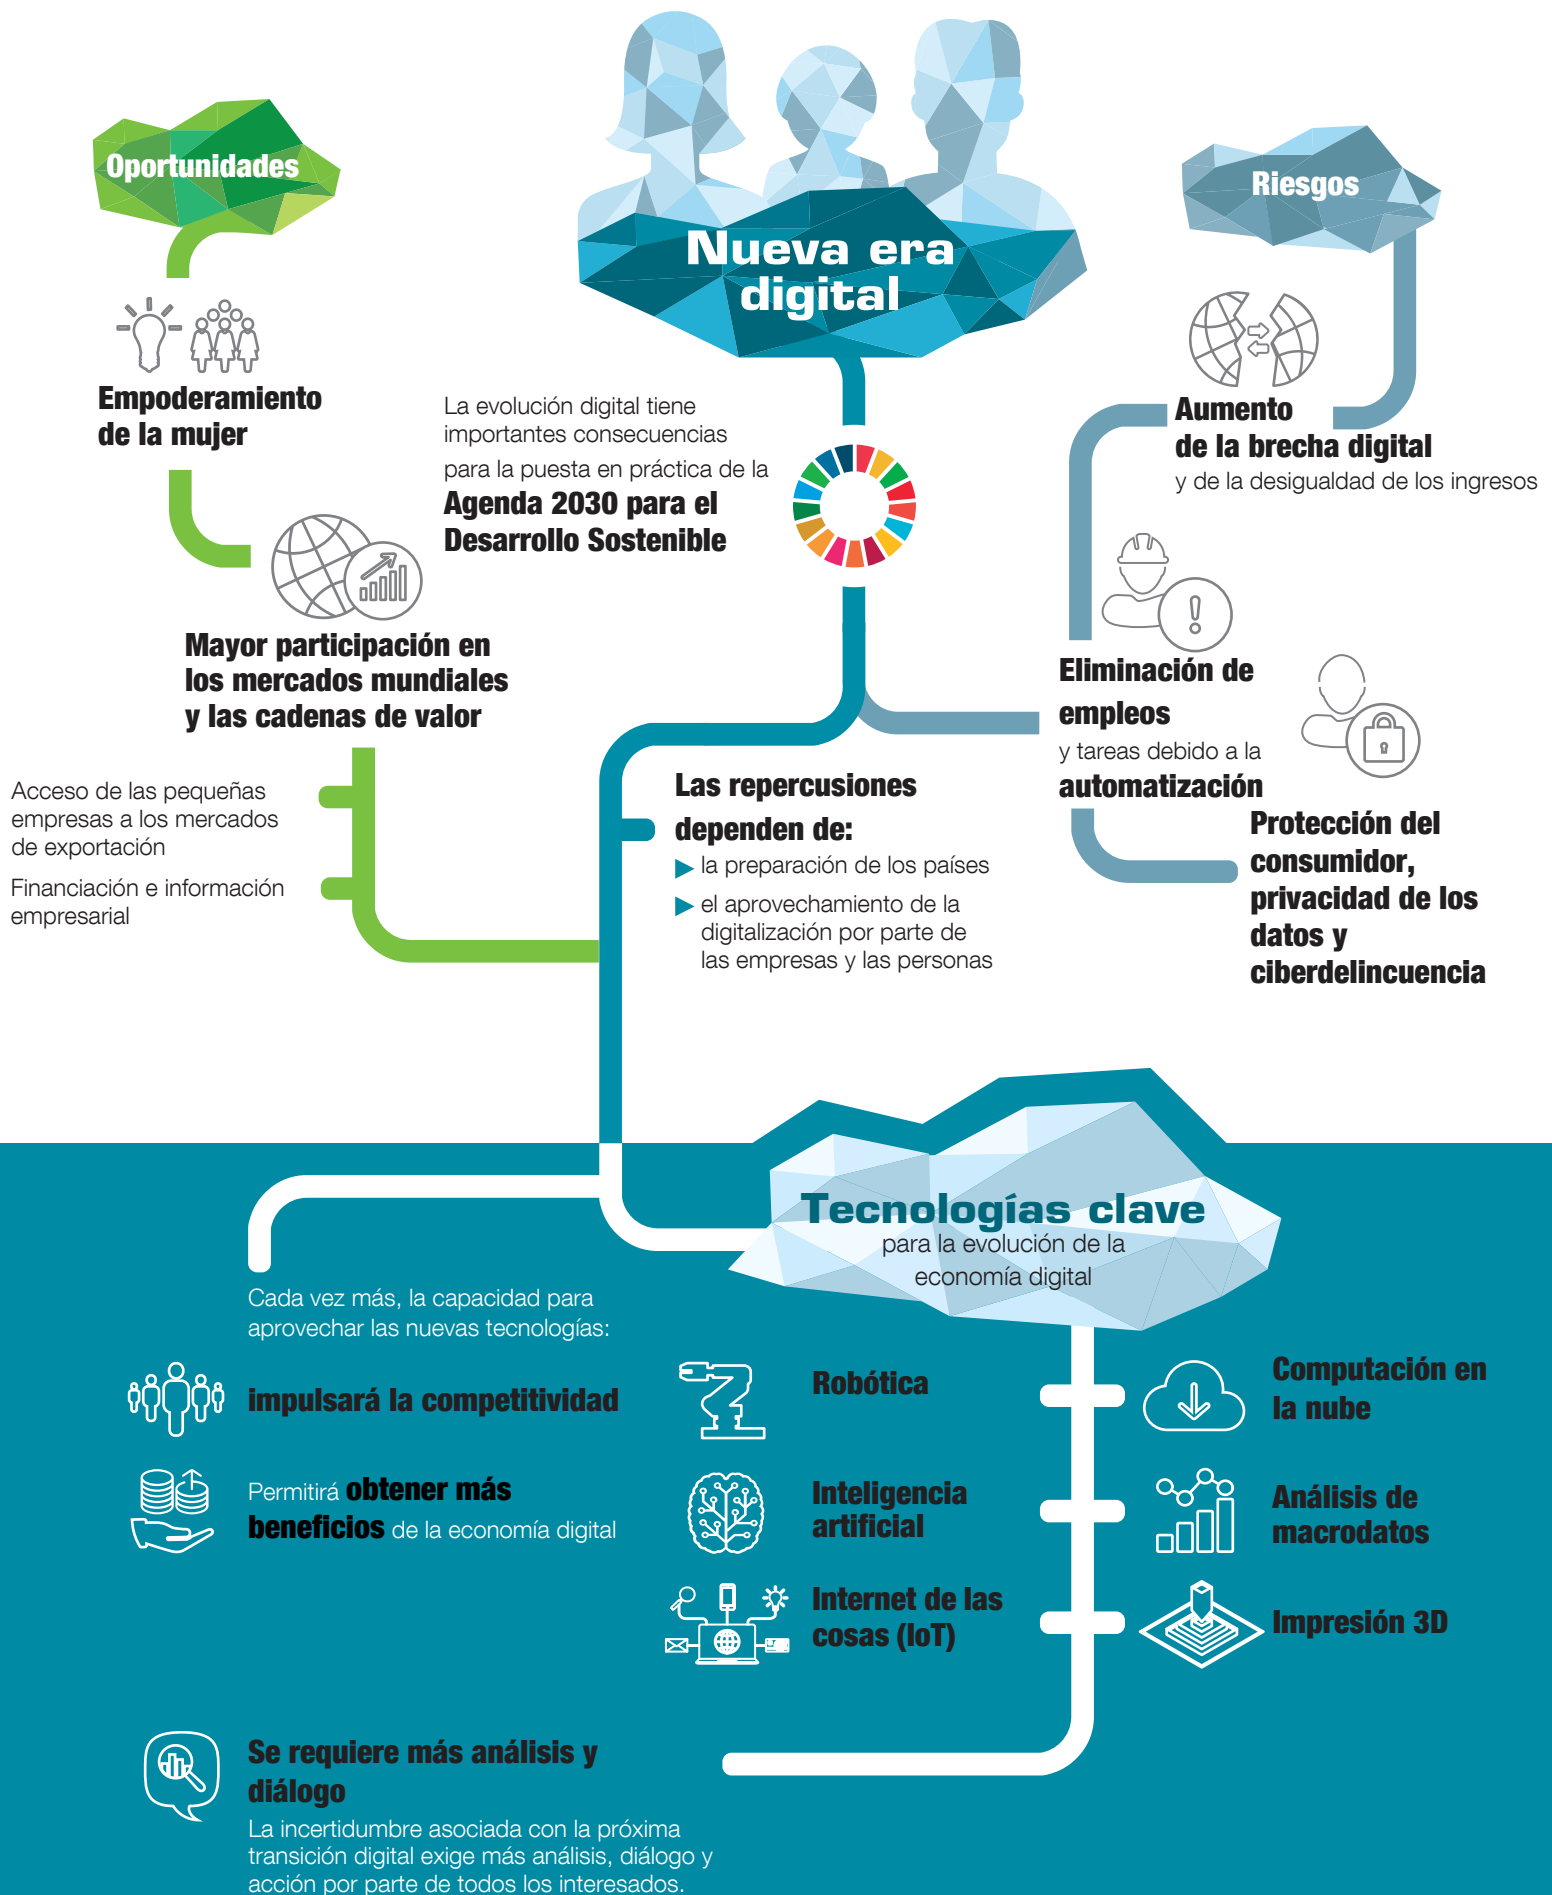 Nueva era
digital
Oportunidades
Empoderamiento
de la mujer
Mayor participación en
los mercados mundiales
y las cadenas de valor
Acceso de las pequeñas
empresas a los mercados
de exportación
Financiación e información
empresarial
La evolución digital tiene
importantes consecuencias
para la puesta en práctica de la
Agenda 2030 para el
Desarrollo Sostenible
Las repercusiones
dependen de:
la preparación de los países
el aprovechamiento de la
digitalización por parte de
las empresas y las personas
Riesgos
Aumento
de la brecha digital
y de la desigualdad de los ingresos
Eliminación de
empleos
y tareas debido a la
automatización
Protección del
consumidor,
privacidad de los
datos y
ciberdelincuencia
Tecnologías clave
para la evolución de la
economía digital
Cada vez más, la capacidad para
aprovechar las nuevas tecnologías:
impulsará la competitividad
Permitirá obtener más
beneficios de la economía digital
Robótica
Inteligencia
artificial
Internet de las
cosas (IoT)
Computación en
la nube
Análisis de
macrodatos
Impresión 3D
Se requiere más análisis y
diálogo
La incertidumbre asociada con la próxima
transición digital exige más análisis, diálogo y
acción por parte de todos los interesados.